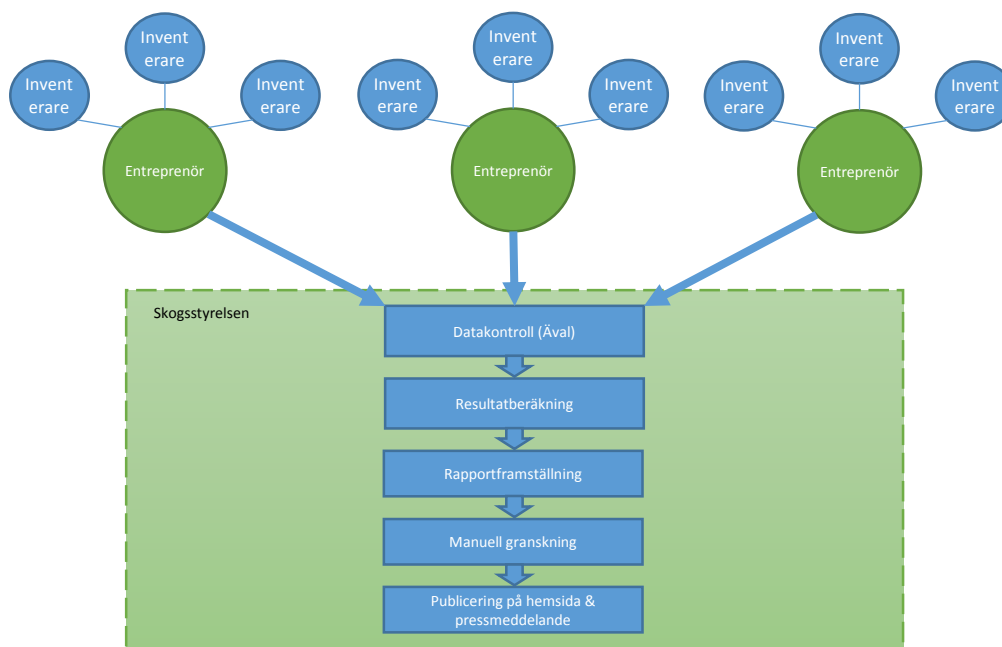 Invent
erare
Invent
erare
Invent
erare
Entreprenör
Invent
erare
Invent
erare
Invent
erare
Entreprenör
Invent
erare
Invent
erare
Invent
erare
Entreprenör
Skogsstyrelsen
Datakontroll (Äval)
Resultatberäkning
Rapportframställning
Manuell granskning
Publicering på hemsida &
pressmeddelande